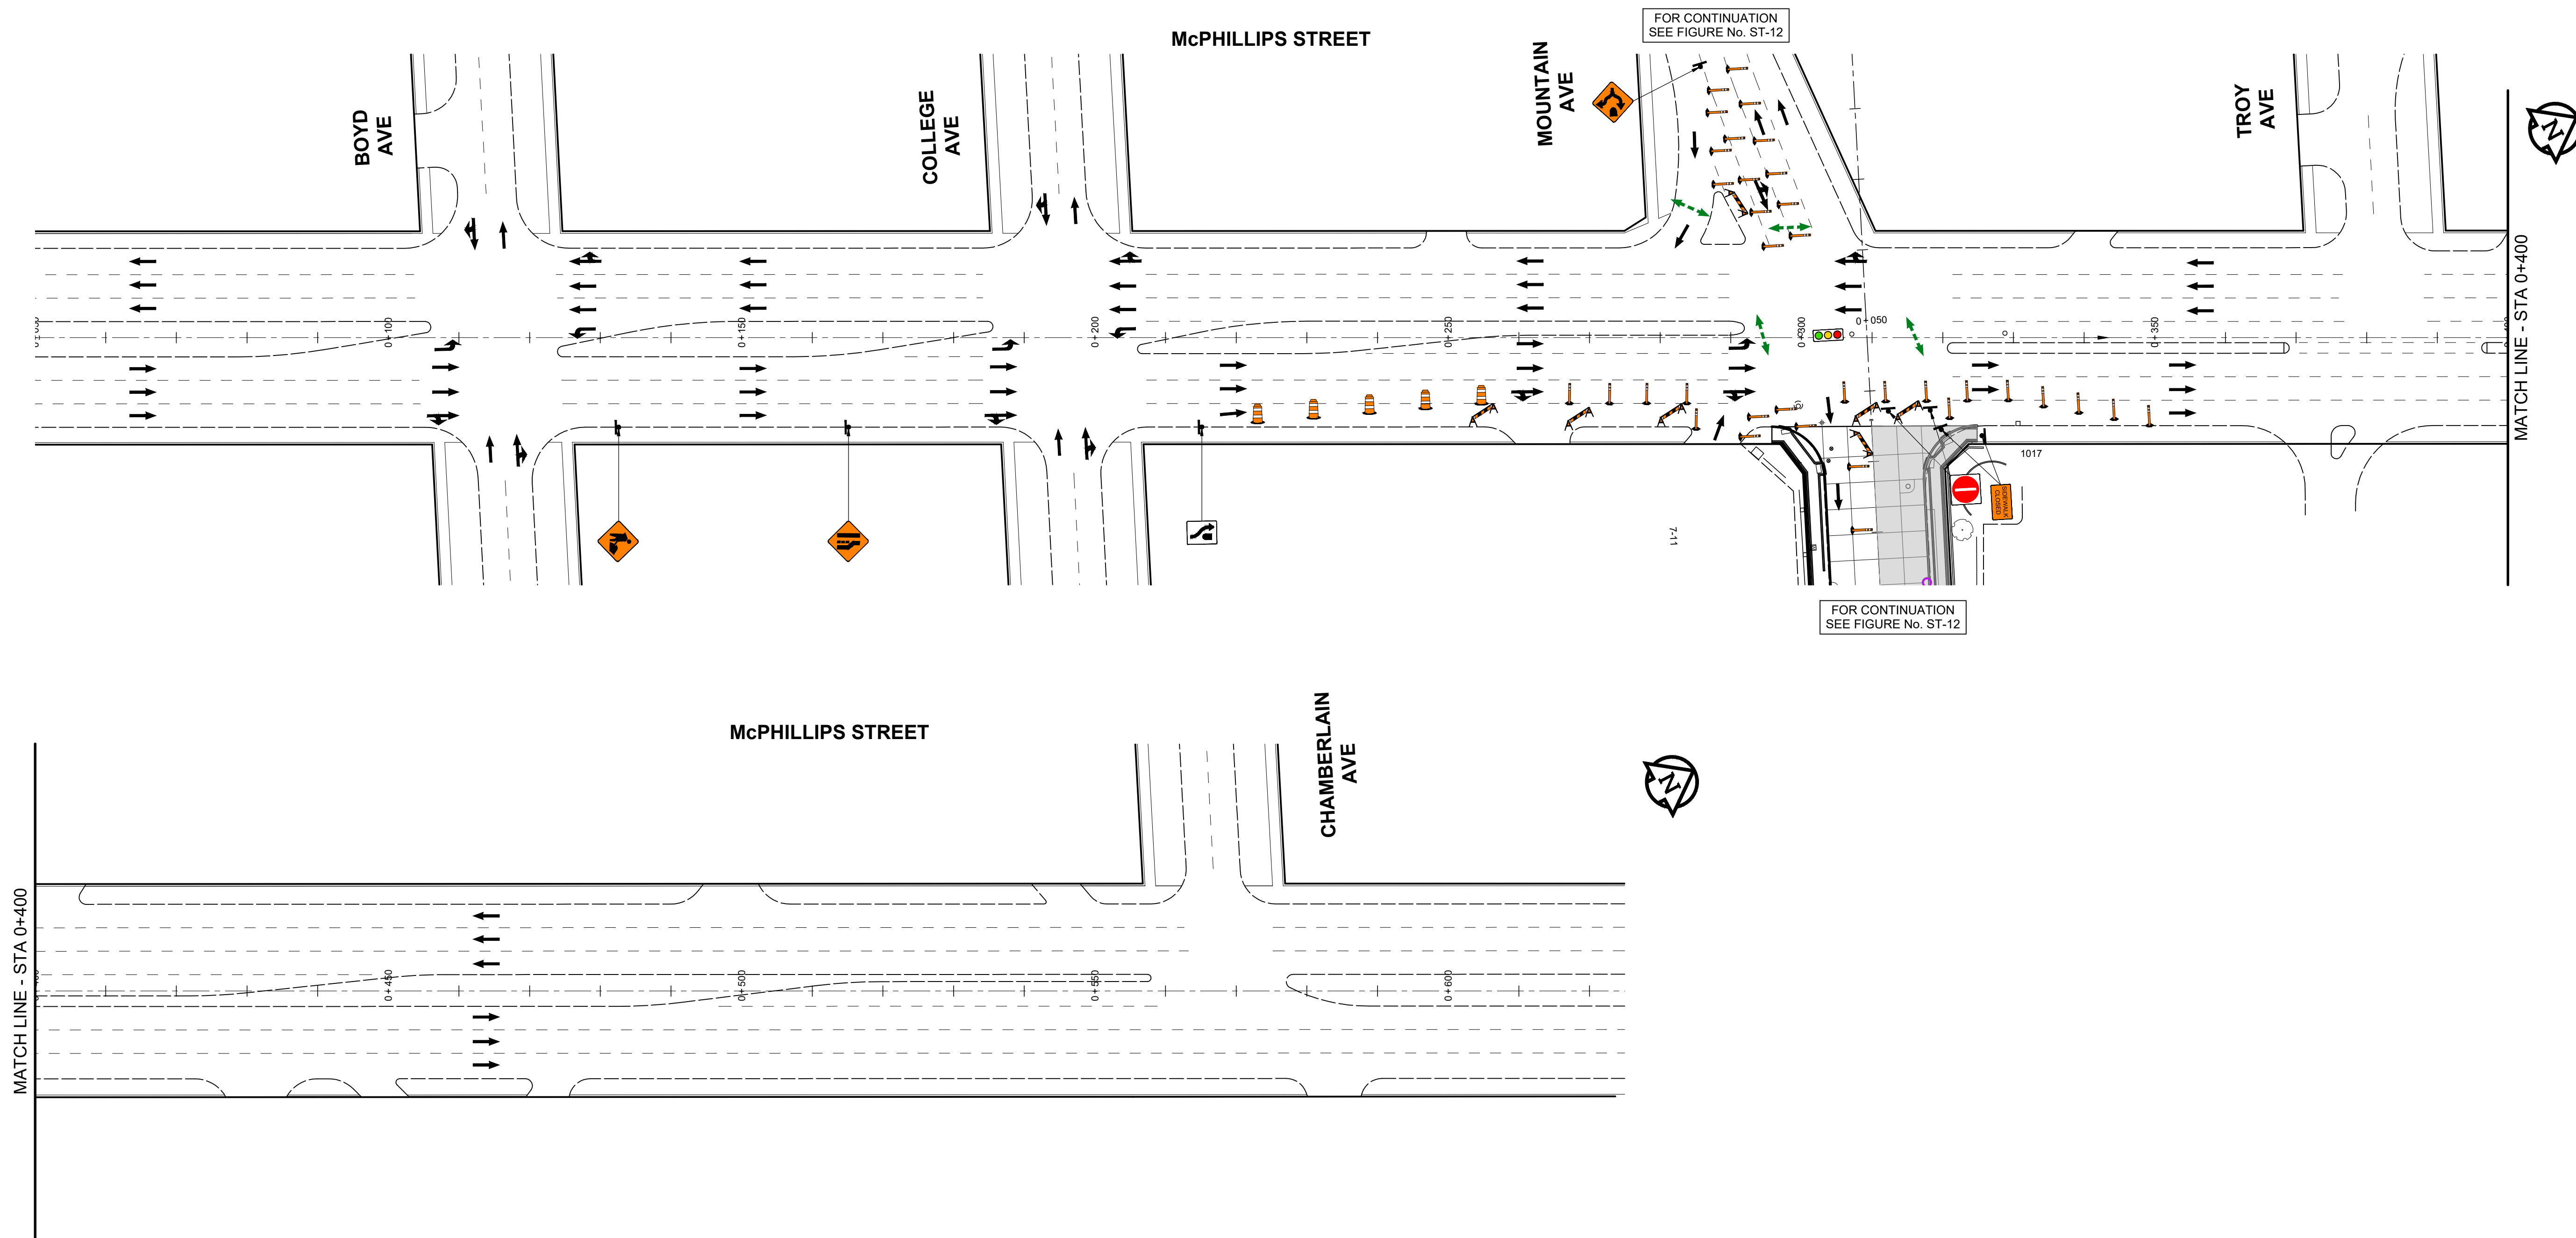 McPHILLIPS STREET
FOR CONTINUATION
SEE FIGURE No. ST-12
BOYD
AVE
COLLEGE
AVE
MOUNTAIN
AVE
TROY
AVE
N
MATCH LINE - STA 0+400
0+100
0+150
0+200
0+250
0+300
0+050
0+350
1017
SIDEWALK
CLOSED
7-11
FOR CONTINUATION
SEE FIGURE No. ST-12
McPHILLIPS STREET
CHAMBERLAIN
AVE
N
MATCH LINE - STA 0+400
0+450
0+500
0+550
0+600